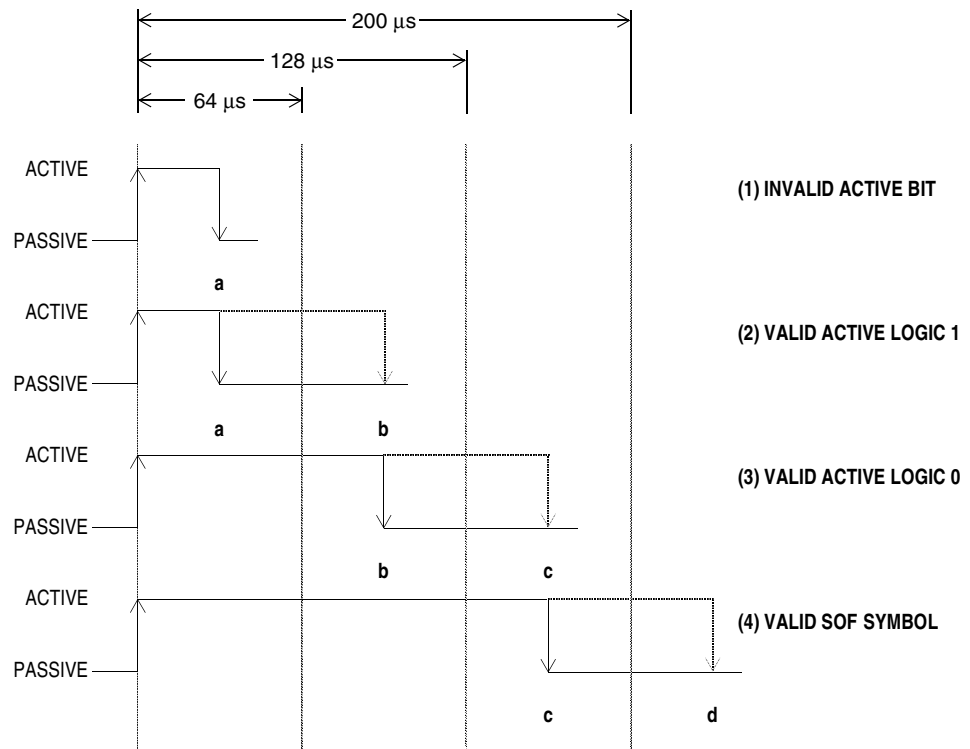 200 μs
128 μs
64 μs
ACTIVE
(1) INVALID ACTIVE BIT
PASSIVE
a
ACTIVE
(2) VALID ACTIVE LOGIC 1
PASSIVE
a b
ACTIVE
(3) VALID ACTIVE LOGIC 0
PASSIVE
b c
ACTIVE
(4) VALID SOF SYMBOL
PASSIVE
c d